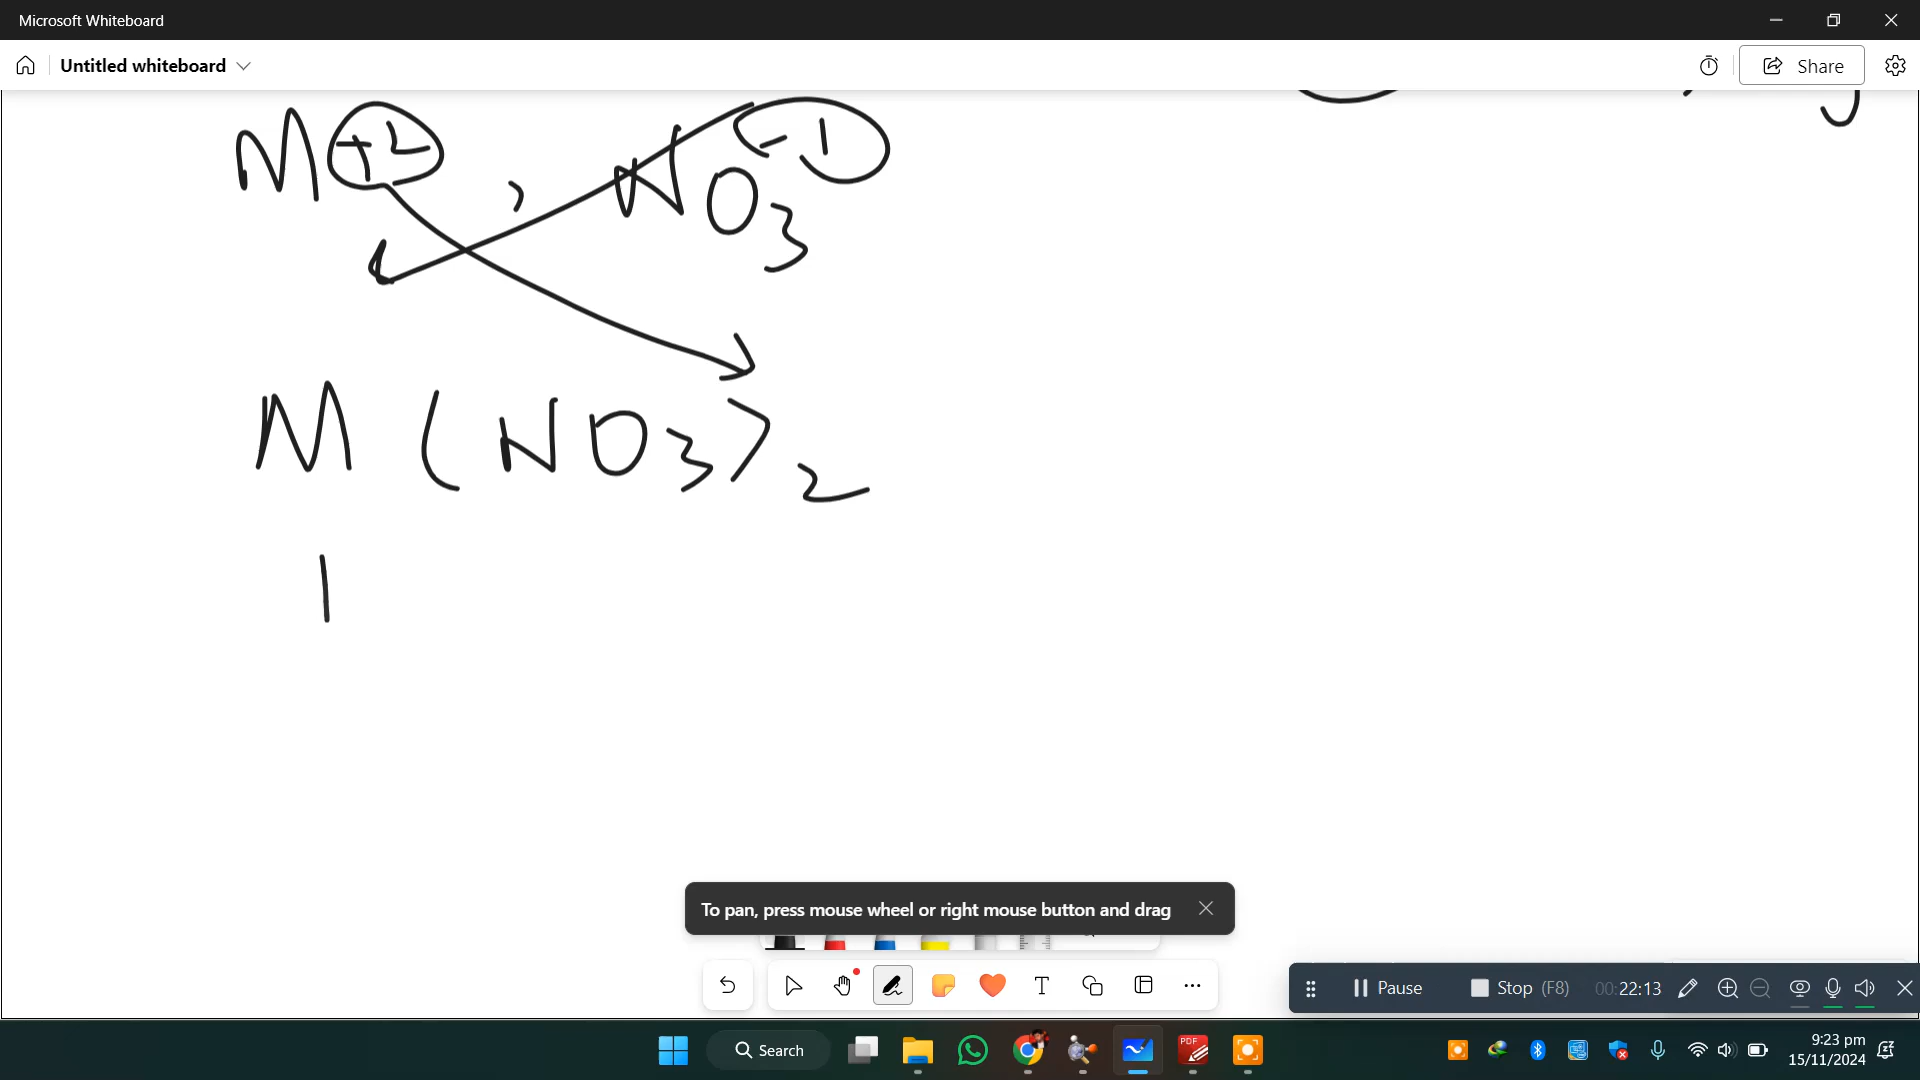 Microsoft Whiteboard
Untitled whiteboard
Share
M +2 , NO3 -1
M (NO3)2
1
To pan, press mouse wheel or right mouse button and drag
T
Pause
Stop (F8)
00:22:13
Search
PDF
9:23 pm
15/11/2024